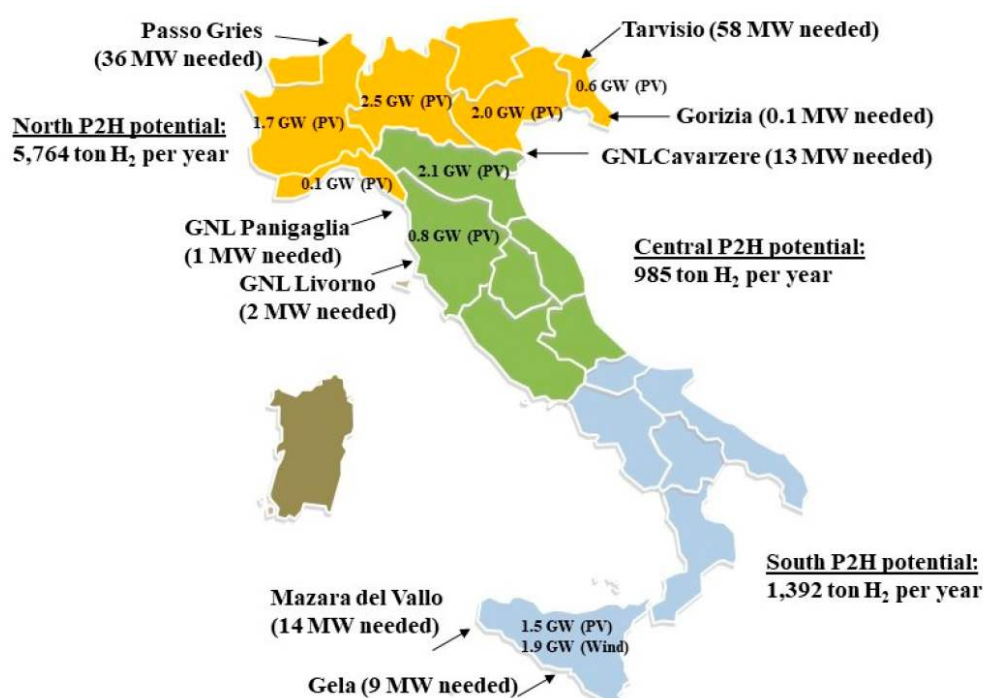 Passo Gries
(36 MW needed)
Tarvisio (58 MW needed)
0.6 GW (PV)
2.5 GW (PV)
2.0 GW (PV)
1.7 GW (PV)
Gorizia (0.1 MW needed)
North P2H potential:
5,764 ton H₂ per year
GNLCavarzere (13 MW needed)
2.1 GW (PV)
0.1 GW (PV)
GNL Panigaglia
(1 MW needed)
0.8 GW (PV)
GNL Livorno
(2 MW needed)
Central P2H potential:
985 ton H₂ per year
South P2H potential:
1,392 ton H₂ per year
Mazara del Vallo
(14 MW needed)
1.5 GW (PV)
1.9 GW (Wind)
Gela (9 MW needed)